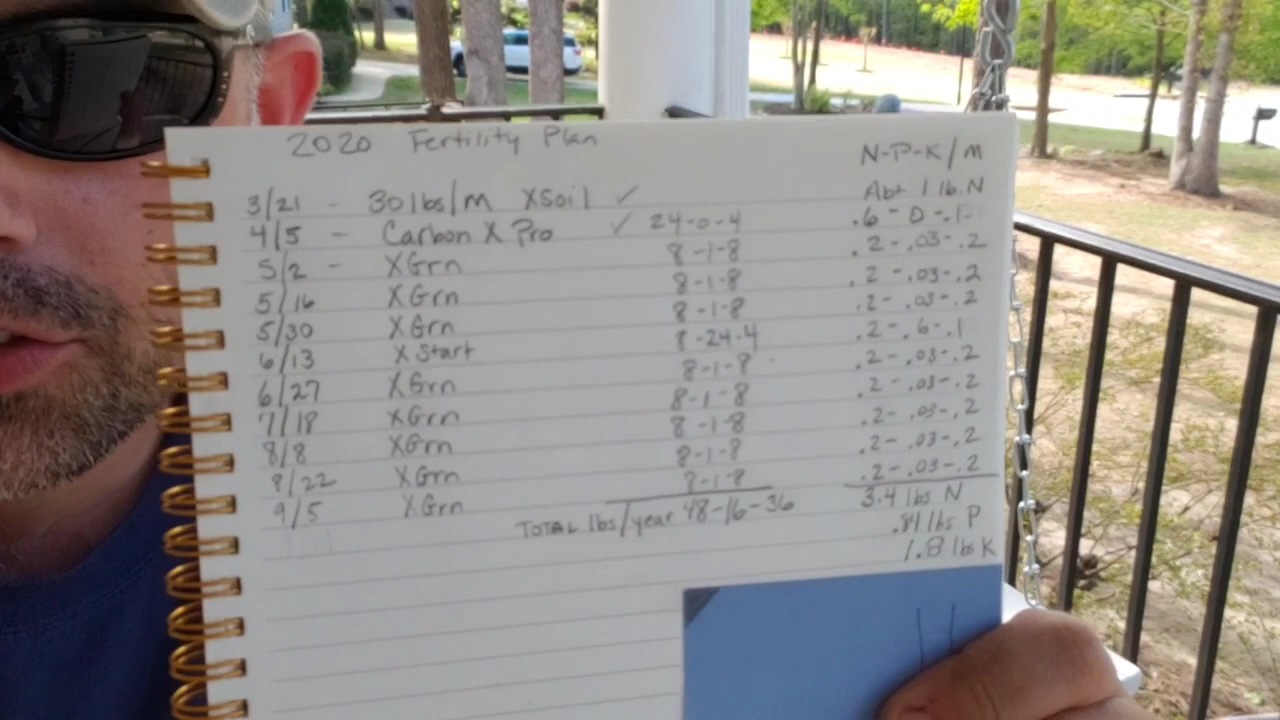 2020 Fertility Plan N-P-K/M
3/21 - 30 lbs/m XSoil ✓ Abt 1 lb. N
4/5 - Carbon X Pro ✓ 24-0-4 .6-0-.1
5/2 - XGrn 8-1-8 .2-.03-.2
5/16 XGrn 8-1-8 .2-.03-.2
5/30 XGrn 8-1-8 .2-.03-.2
6/13 X Start 8-24-4 .2-.6-.1
6/27 XGrn 8-1-8 .2-.03-.2
7/18 XGrn 8-1-8 .2-.03-.2
8/8 XGrn 8-1-8 .2-.03-.2
8/22 XGrn 8-1-8 .2-.03-.2
9/5 XGrn 8-1-8 .2-.03-.2
TOTAL lbs/year 48-16-36 3.4 lbs N
.81 lbs P
1.8 lbs K